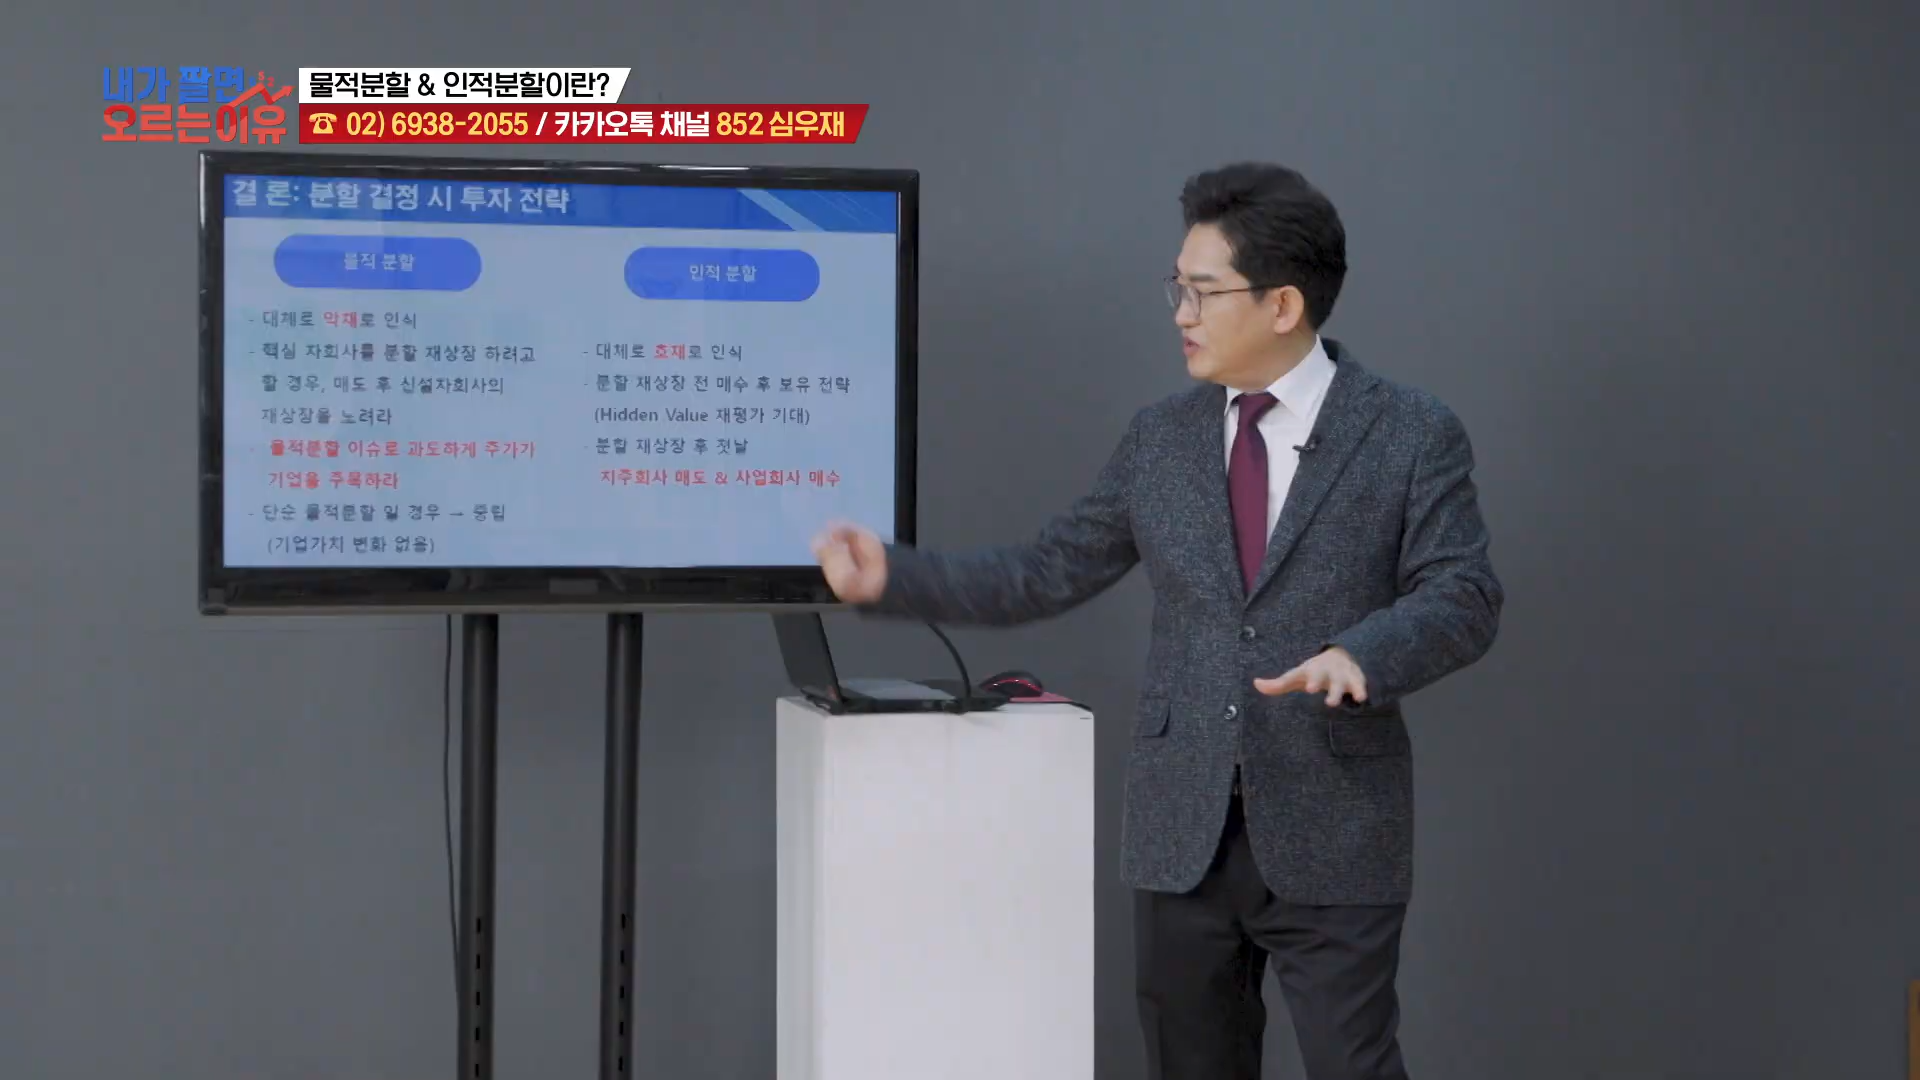 내가 팔면
오르는 이유
물적분할 & 인적분할이란?
☎ 02) 6938-2055 / 카카오톡 채널 852 심우재
결 론: 분할 결정 시 투자 전략
물적 분할
- 대체로 악재로 인식
- 핵심 자회사를 분할 재상장 하려고
할 경우, 매도 후 신설자회사의
재상장을 노려라
- 물적분할 이슈로 과도하게 주가가
기업을 주목하라
- 단순 물적분할 일 경우 → 중립
(기업가치 변화 없음)
인적 분할
- 대체로 호재로 인식
- 분할 재상장 전 매수 후 보유 전략
(Hidden Value 재평가 기대)
- 분할 재상장 후 첫날
지주회사 매도 & 사업회사 매수